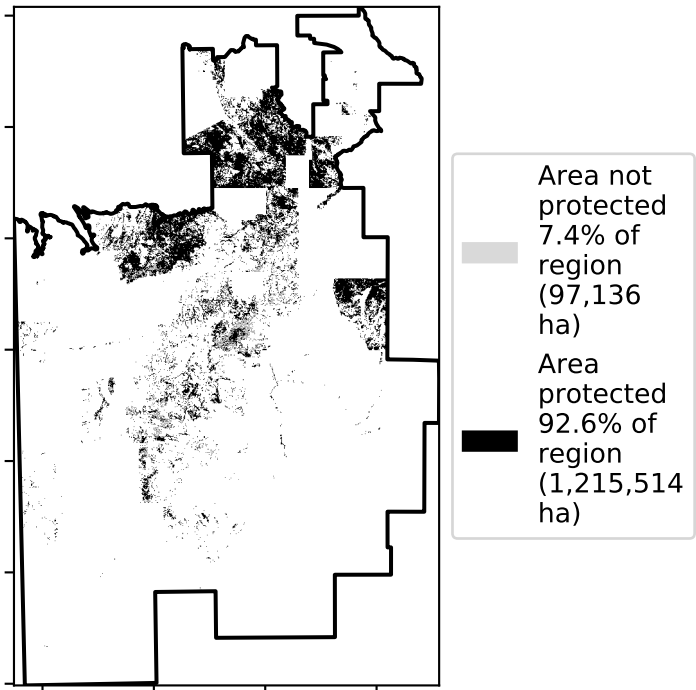 Area not
protected
7.4% of
region
(97,136
ha)
Area
protected
92.6% of
region
(1,215,514
ha)